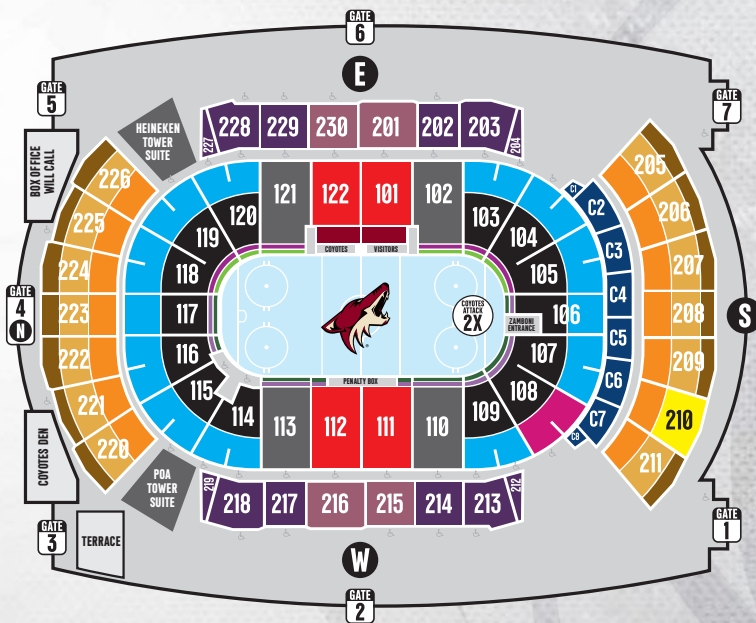 GATE
6
E
GATE
5
GATE
7
HEINEKEN
TOWER
SUITE
BOX OFFICE
WILL CALL
227
228
229
230
201
202
203
204
226
225
224
223
222
221
220
121
122
101
102
120
119
118
117
116
115
114
103
104
105
106
107
108
109
C1
C2
C3
C4
C5
C6
C7
C8
205
206
207
208
209
210
211
COYOTES
VISITORS
COYOTES
ATTACK
2X
ZAMBONI
ENTRANCE
GATE
4
N
S
PENALTY BOX
113
112
111
110
COYOTES DEN
POA
TOWER
SUITE
219
218
217
216
215
214
213
212
GATE
3
TERRACE
GATE
1
W
GATE
2